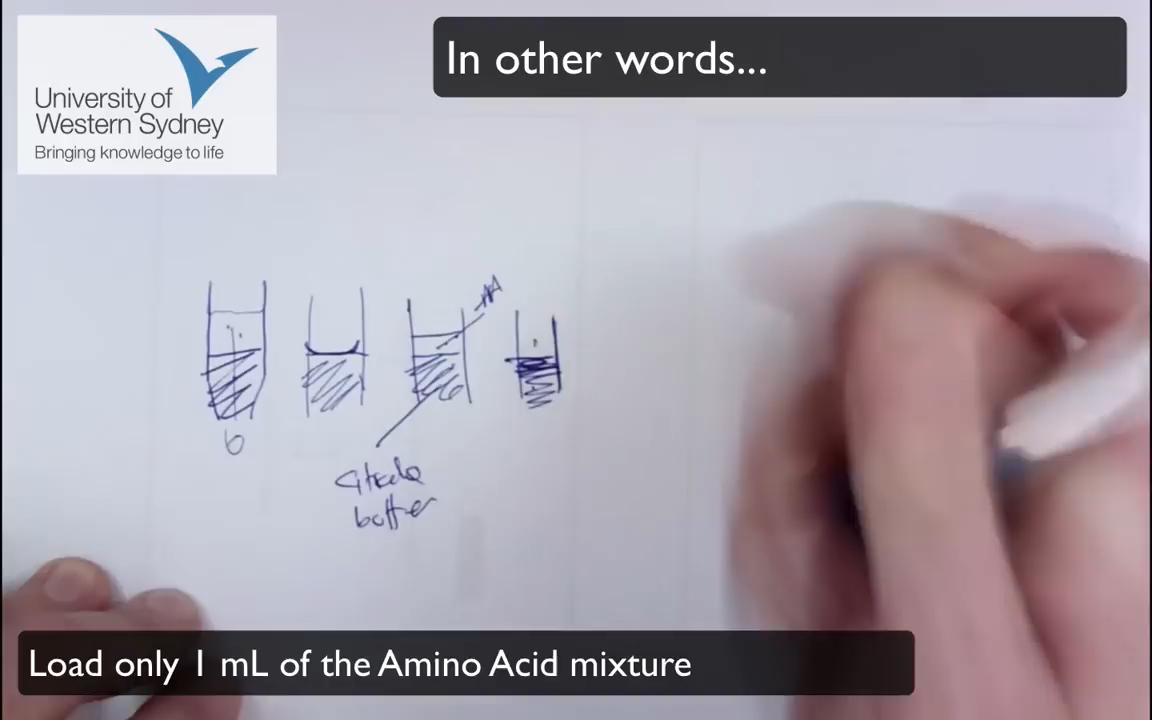 University of
Western Sydney
Bringing knowledge to life
In other words...
AA
Citrate
buffer
Load only 1 mL of the Amino Acid mixture